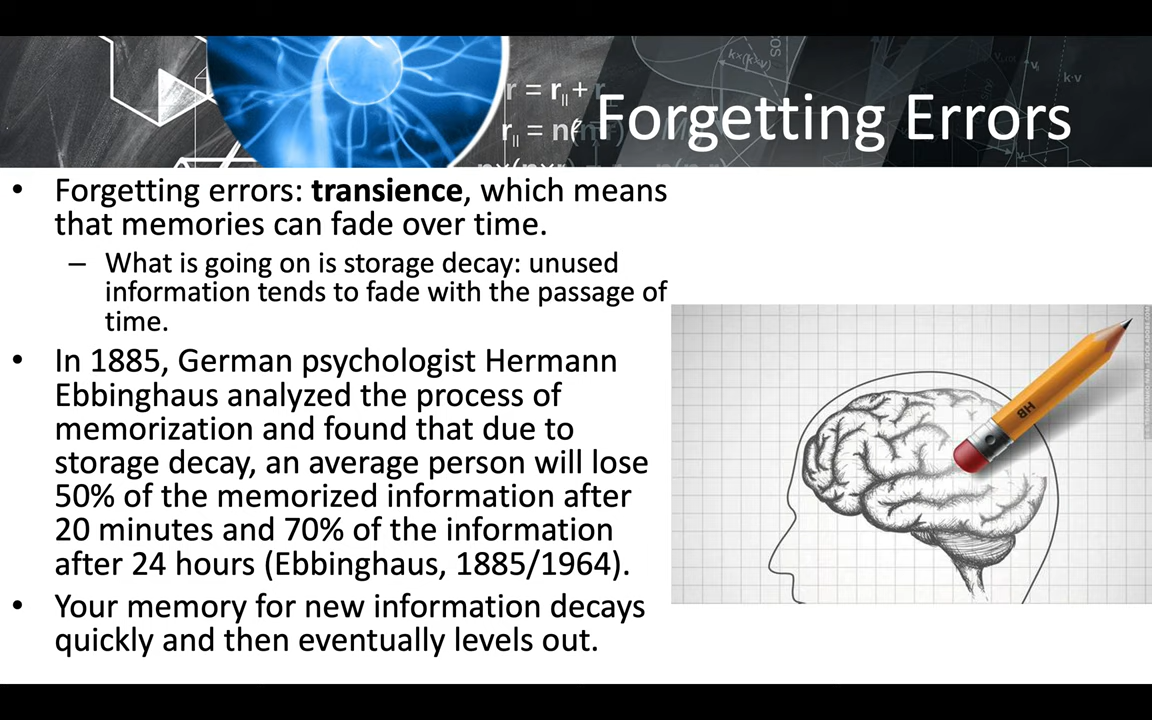 Forgetting Errors
r = r|| + r
r|| = n
k×(k×v)
k·v
• Forgetting errors: transience, which means
that memories can fade over time.
– What is going on is storage decay: unused
information tends to fade with the passage of
time.
• In 1885, German psychologist Hermann
Ebbinghaus analyzed the process of
memorization and found that due to
storage decay, an average person will lose
50% of the memorized information after
20 minutes and 70% of the information
after 24 hours (Ebbinghaus, 1885/1964).
• Your memory for new information decays
quickly and then eventually levels out.
HB